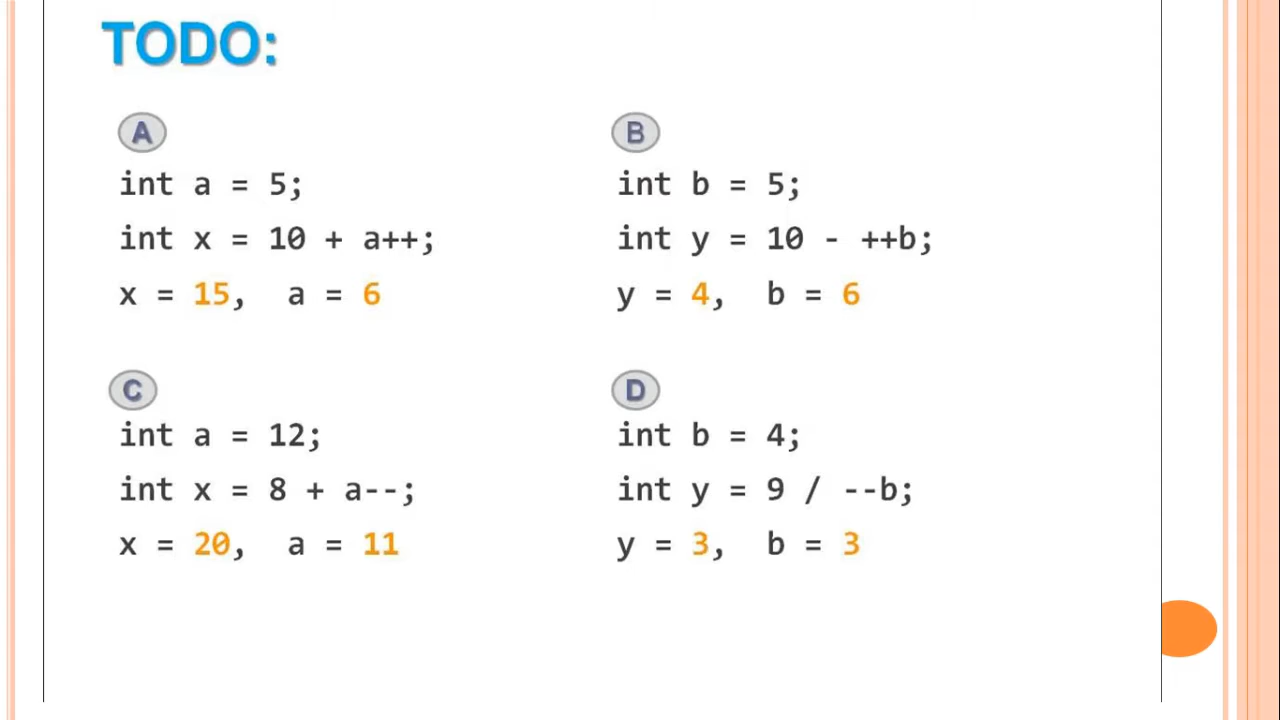 TODO:
A
int a = 5;
int x = 10 + a++;
x = 15, a = 6
B
int b = 5;
int y = 10 - ++b;
y = 4, b = 6
C
int a = 12;
int x = 8 + a--;
x = 20, a = 11
D
int b = 4;
int y = 9 / --b;
y = 3, b = 3